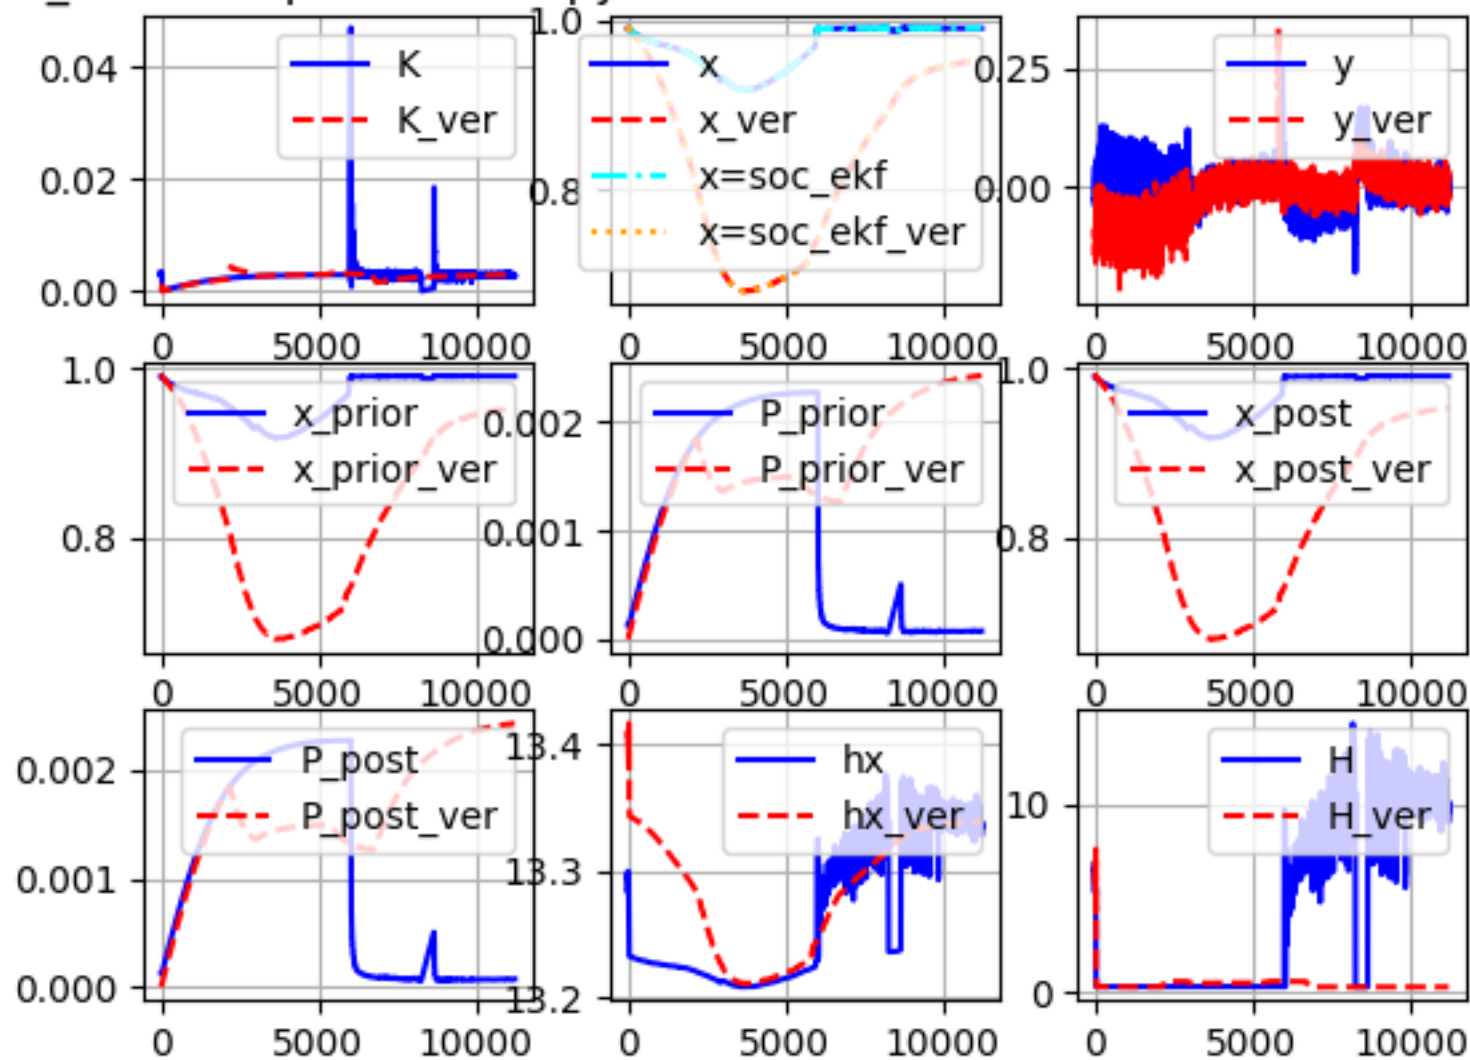 0.04
0.02
0.00
K
K_ver
0 5000 10000
1.0
0.8
x
x_ver
x=soc_ekf
x=soc_ekf_ver
0 5000 10000
0.25
0.00
y
y_ver
0 5000 10000
1.0
0.8
x_prior
x_prior_ver
0 5000 10000
0.002
0.001
0.000
P_prior
P_prior_ver
0 5000 10000
1.0
0.8
x_post
x_post_ver
0 5000 10000
0.002
0.001
0.000
P_post
P_post_ver
0 5000 10000
13.4
13.3
13.2
hx
hx_ver
0 5000 10000
10
0
H
H_ver
0 5000 10000